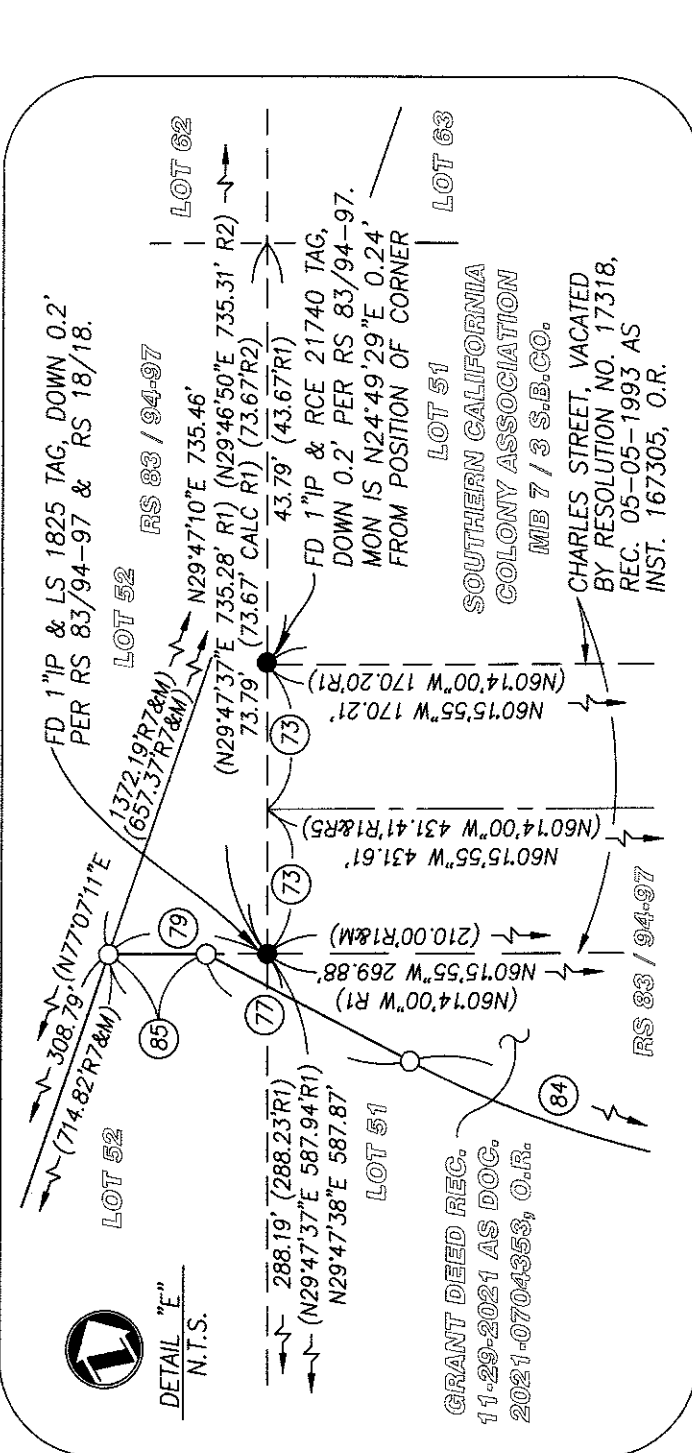 DETAIL "E"
N.T.S.
FD 1"IP & LS 1825 TAG, DOWN 0.2'
PER RS 83/94-97 & RS 18/18.
LOT 52
RS 83 / 94-97
LOT 62
308.79'
(N77°07'11"E
(714.82'R7&M)
1372.19'R7&M)
(657.37'R7&M)
LOT 52
N29°47'10"E 735.46'
(N29°47'37"E 735.28' R1) (N29°46'50"E 735.31' R2)
73.79' (73.67' CALC R1) (73.67'R2)
43.79' (43.67'R1)
79
85
77
73
73
84
288.19' (288.23'R1)
(N29°47'37"E 587.94'R1)
N29°47'38"E 587.87'
LOT 51
FD 1"IP & RCE 21740 TAG,
DOWN 0.2' PER RS 83/94-97.
MON IS N24°49'29"E 0.24'
FROM POSITION OF CORNER
LOT 51
LOT 63
(N60°14'00"W R1)
N60°15'55"W 269.88'
(210.00'R1&M)
N60°15'55"W 431.61'
(N60°14'00"W 431.41'R1&R5)
N60°15'55"W 170.21'
(N60°14'00"W 170.20'R1)
SOUTHERN CALIFORNIA
COLONY ASSOCIATION
MB 7 / 3 S.B.CO.
CHARLES STREET, VACATED
BY RESOLUTION NO. 17318,
REC. 05-05-1993 AS
INST. 167305, O.R.
GRANT DEED REC.
11-29-2021 AS DOC.
2021-0704353, O.R.
RS 83 / 94-97